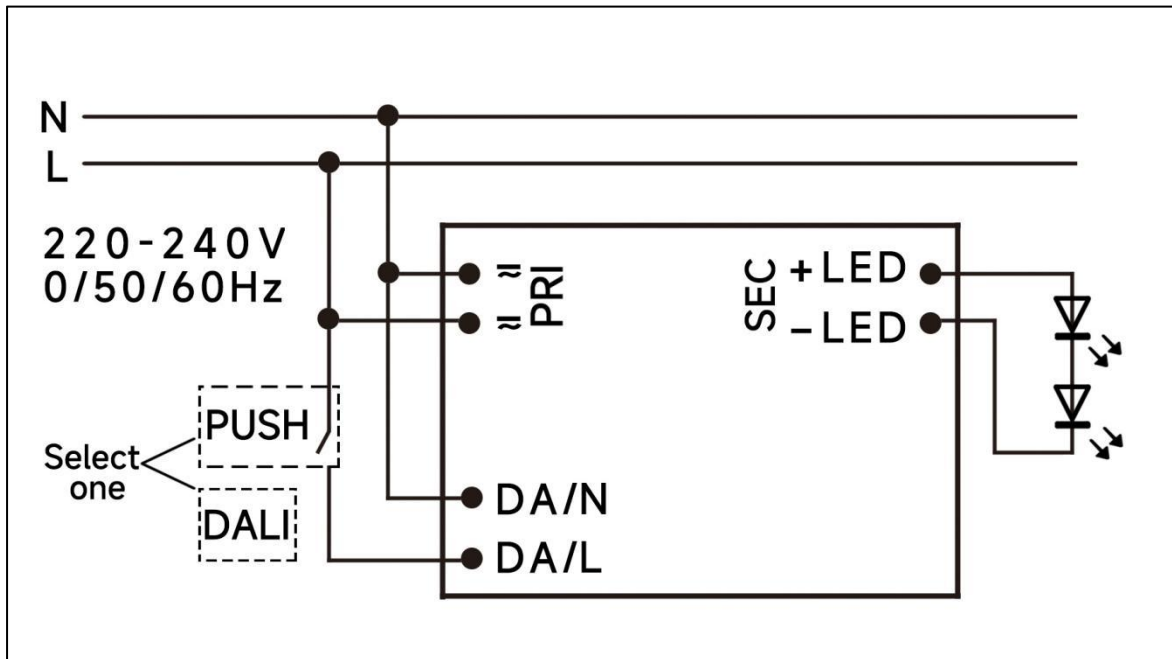 N
L
220-240V
0/50/60Hz
PRI
SEC
+LED
-LED
PUSH
Select
one
DALI
DA/N
DA/L